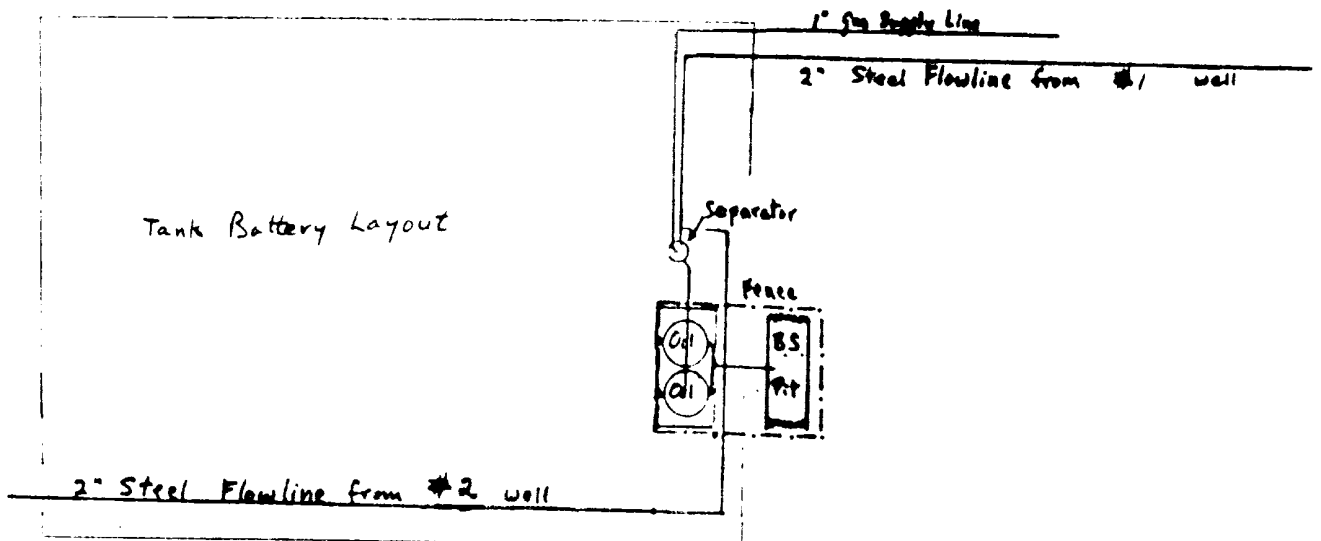 1" Gas Supply Line
2" Steel Flowline from #1 well
Tank Battery Layout
Separator
Fence
Oil
B.S.
Oil
Pit
2" Steel Flowline from #2 well